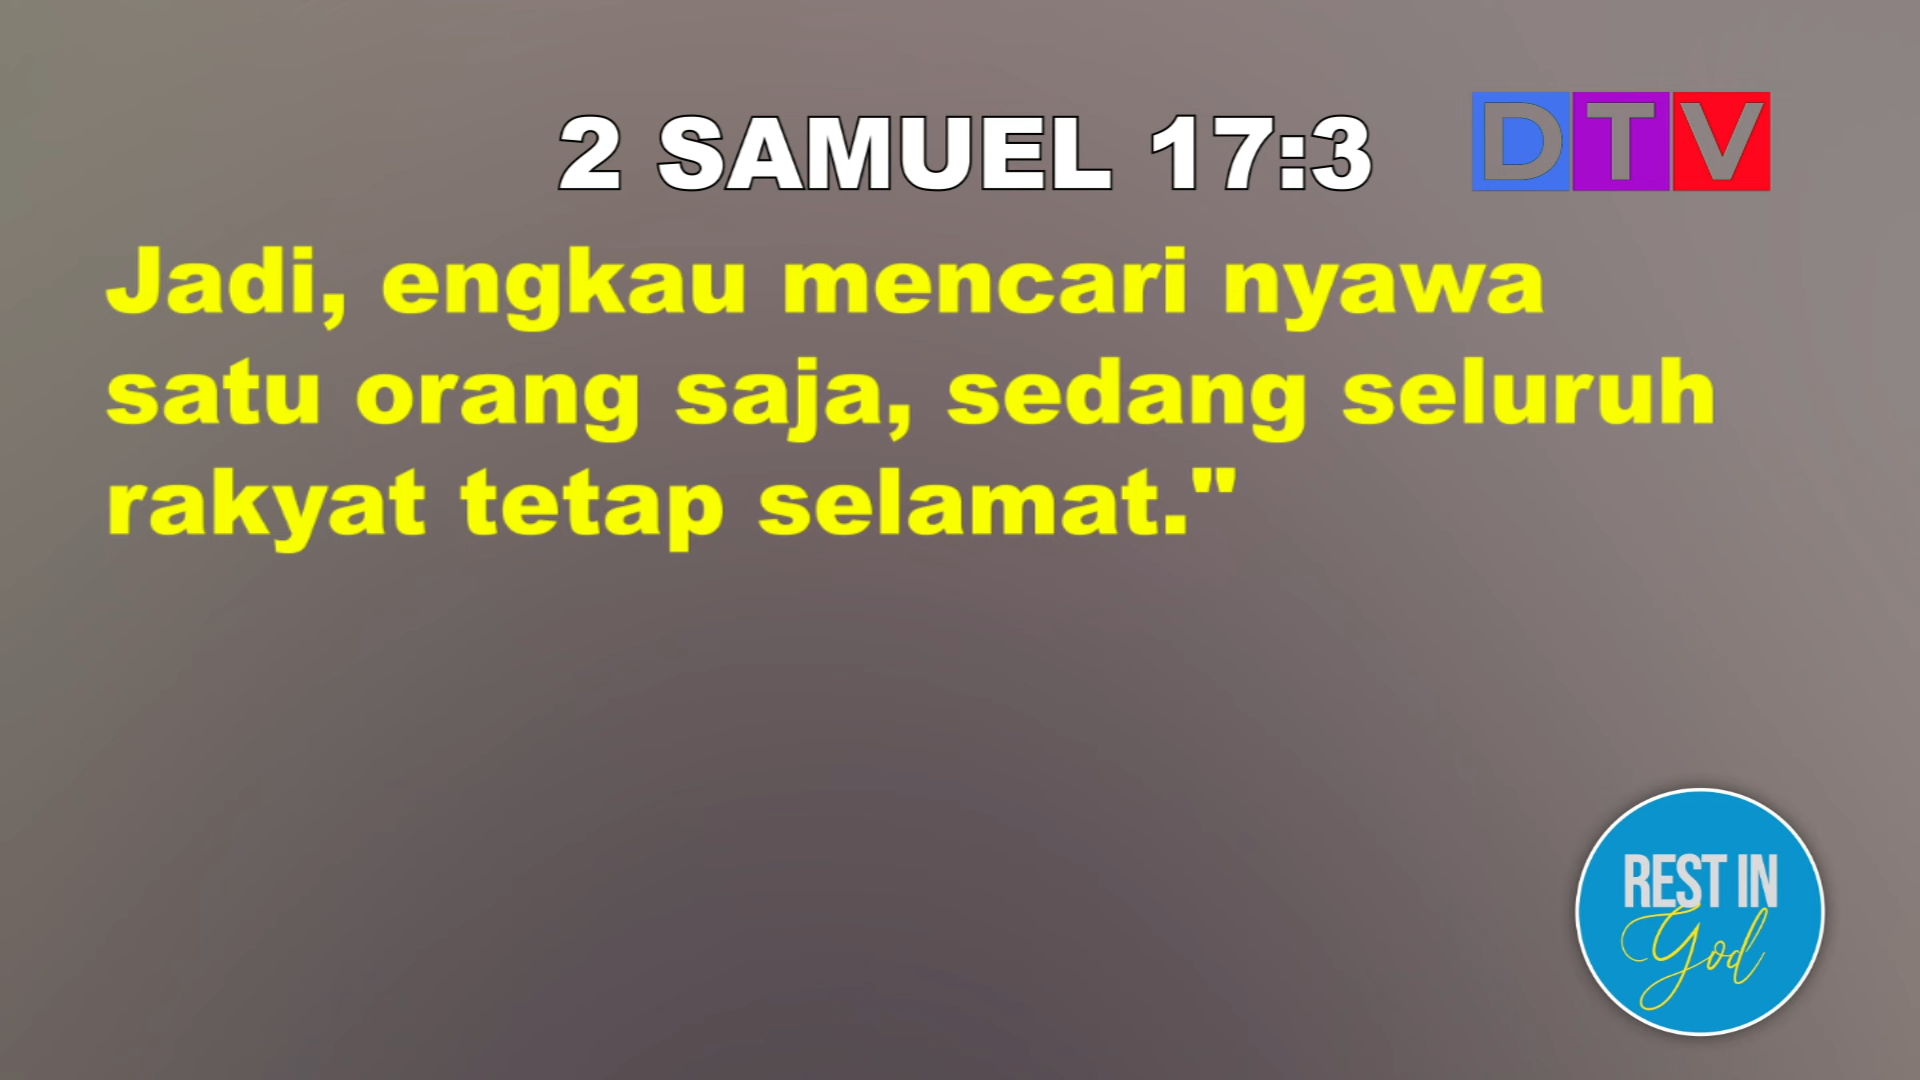 2 SAMUEL 17:3
DTV
Jadi, engkau mencari nyawa
satu orang saja, sedang seluruh
rakyat tetap selamat."
REST IN
God